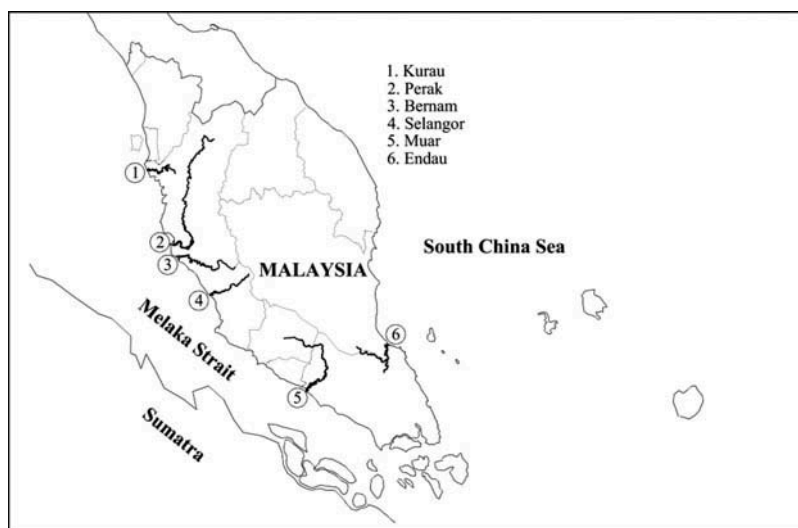 1. Kurau
2. Perak
3. Bernam
4. Selangor
5. Muar
6. Endau
1
2
3
4
5
6
MALAYSIA
South China Sea
Melaka Strait
Sumatra